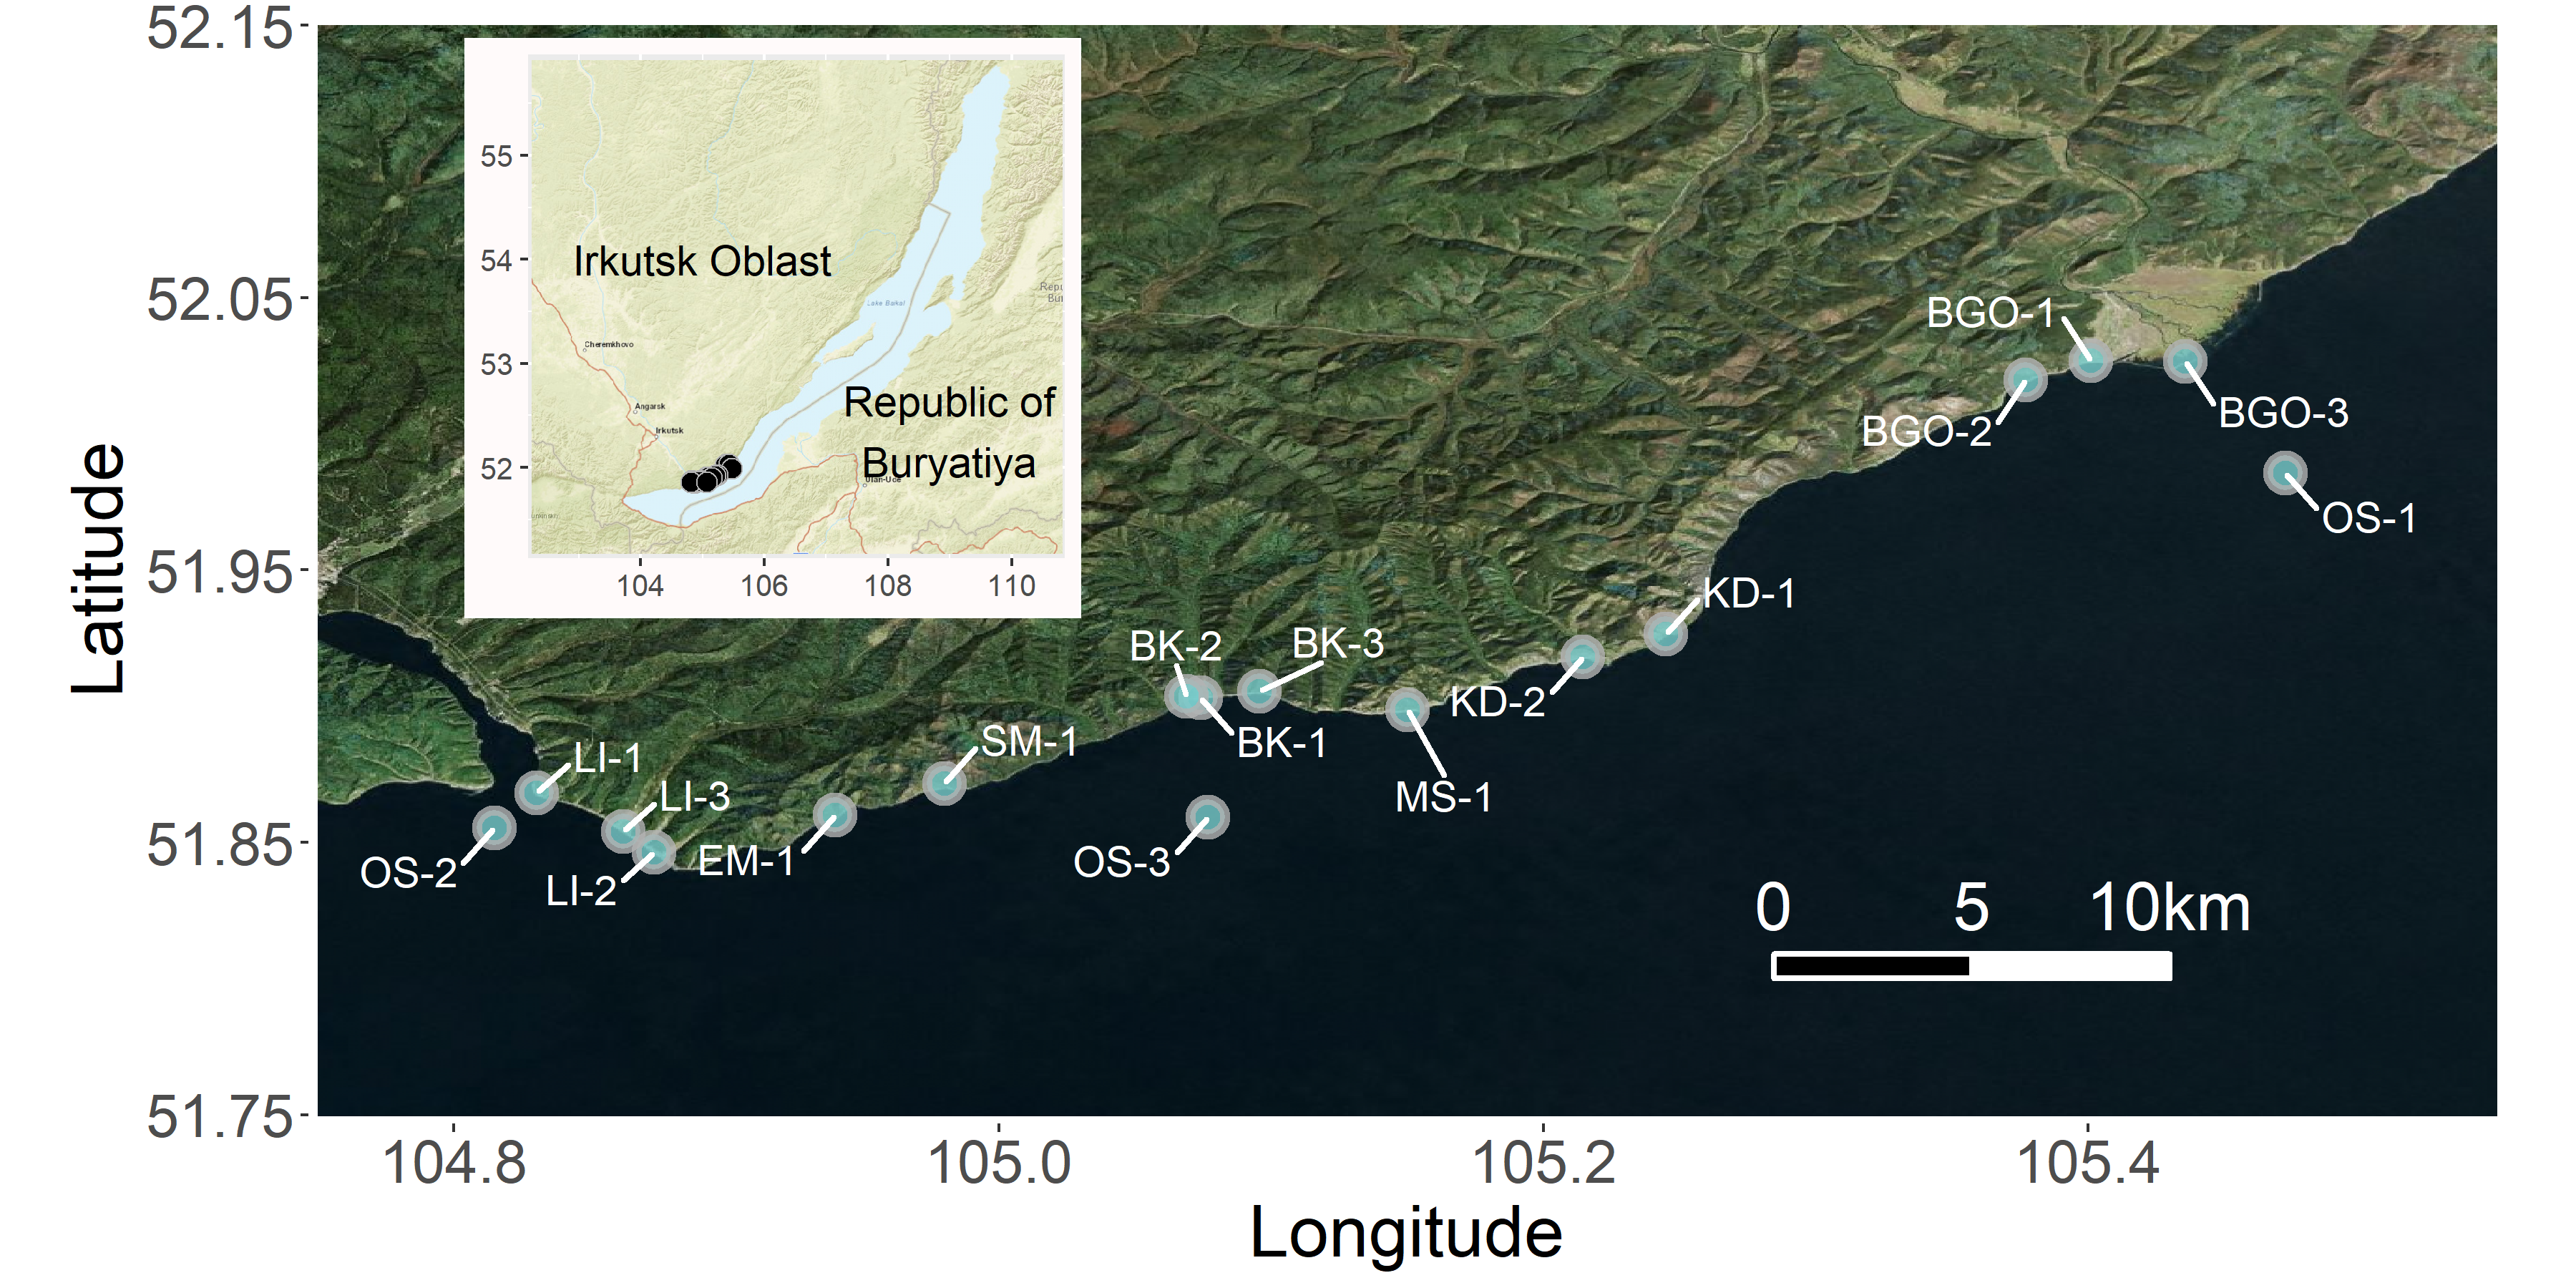 52.15
52.05
51.95
51.85
51.75
Latitude
55
54
53
52
104
106
108
110
Irkutsk Oblast
Republic of
Buryatiya
Lake Baikal
Cheremkhovo
Angarsk
Irkutsk
Ulan-Ude
BGO-1
BGO-2
BGO-3
OS-1
KD-1
KD-2
BK-2
BK-3
BK-1
MS-1
SM-1
LI-1
LI-3
EM-1
LI-2
OS-2
OS-3
0 5 10km
104.8
105.0
105.2
105.4
Longitude